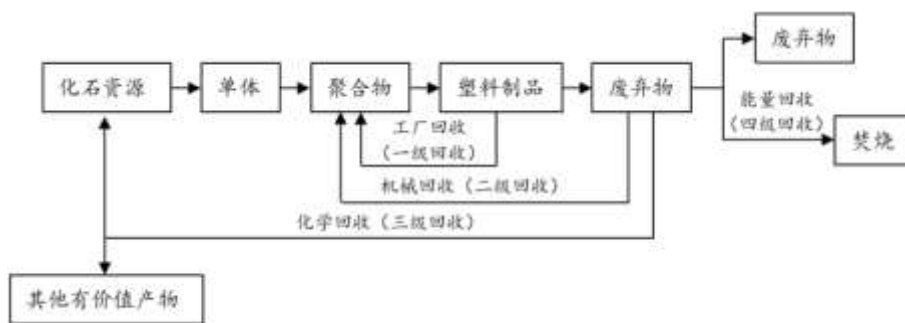 废弃物
化石资源
单体
聚合物
塑料制品
废弃物
能量回收
(四级回收)
焚烧
工厂回收
(一级回收)
机械回收(二级回收)
化学回收(三级回收)
其他有价值产物